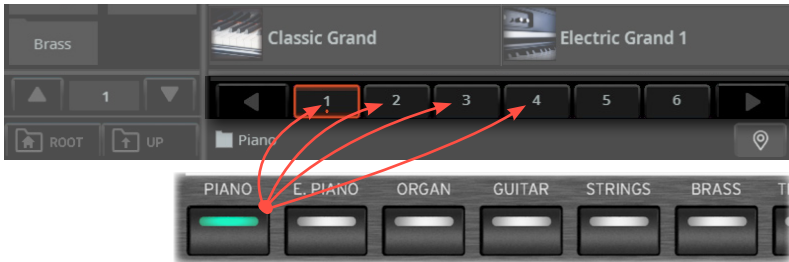 Classic Grand
Electric Grand 1
Brass
1
1 2 3 4 5 6
ROOT UP
Piano
PIANO E. PIANO ORGAN GUITAR STRINGS BRASS